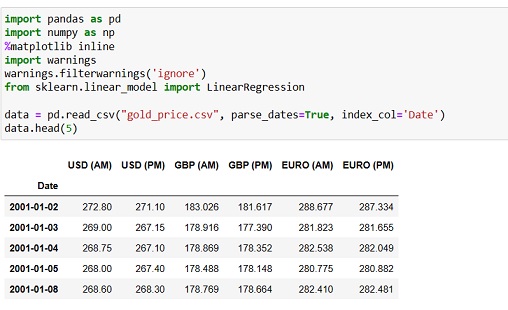 import pandas as pd
import numpy as np
%matplotlib inline
import warnings
warnings.filterwarnings('ignore')
from sklearn.linear_model import LinearRegression
data = pd.read_csv("gold_price.csv", parse_dates=True, index_col='Date')
data.head(5)
USD (AM) USD (PM) GBP (AM) GBP (PM) EURO (AM) EURO (PM)
Date
2001-01-02 272.80 271.10 183.026 181.617 288.677 287.334
2001-01-03 269.00 267.15 178.916 177.390 281.823 281.655
2001-01-04 268.75 267.10 178.869 178.352 282.538 282.049
2001-01-05 268.00 267.40 178.488 178.148 280.775 280.882
2001-01-08 268.60 268.30 178.769 178.664 282.410 282.481